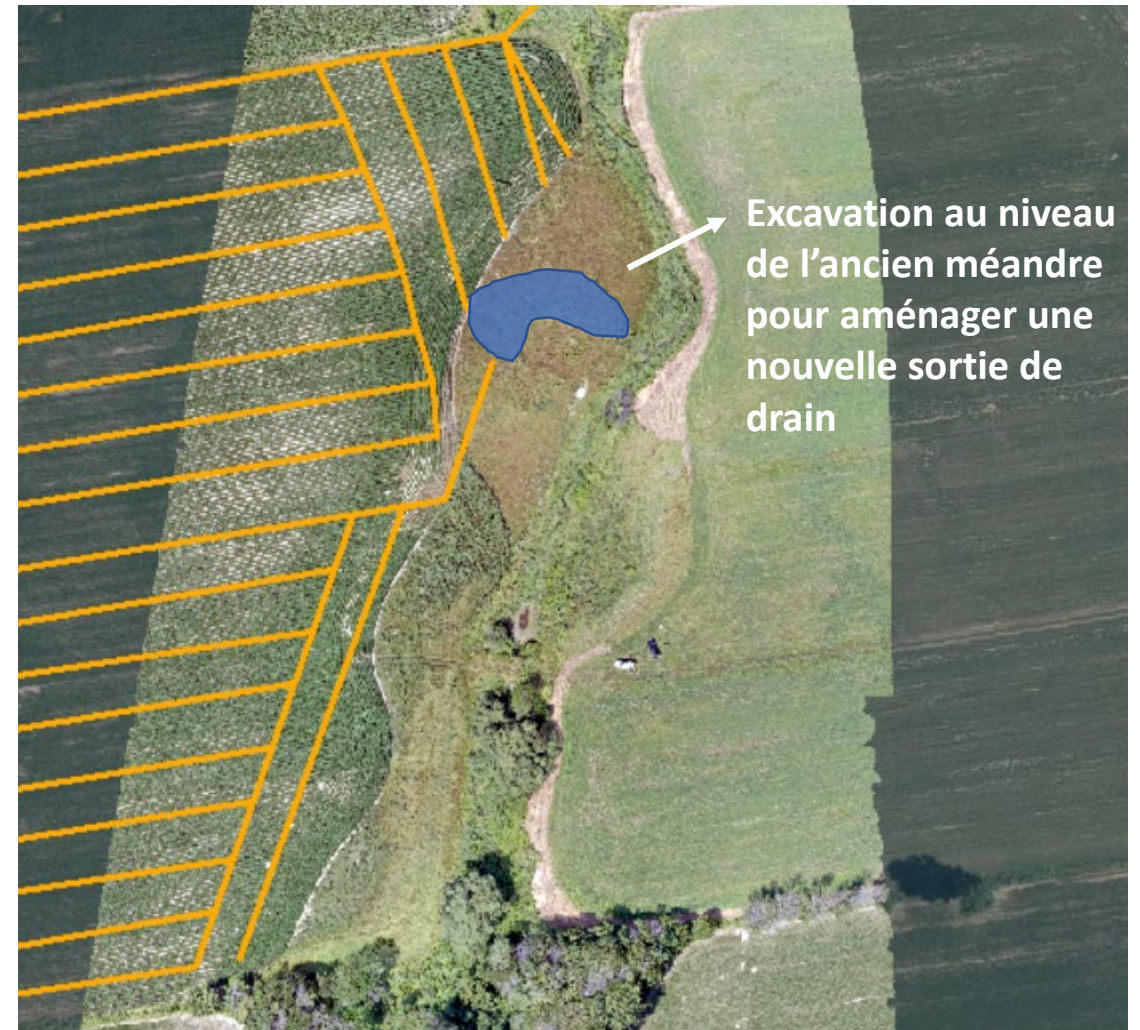 Excavation au niveau
de l’ancien méandre
pour aménager une
nouvelle sortie de
drain